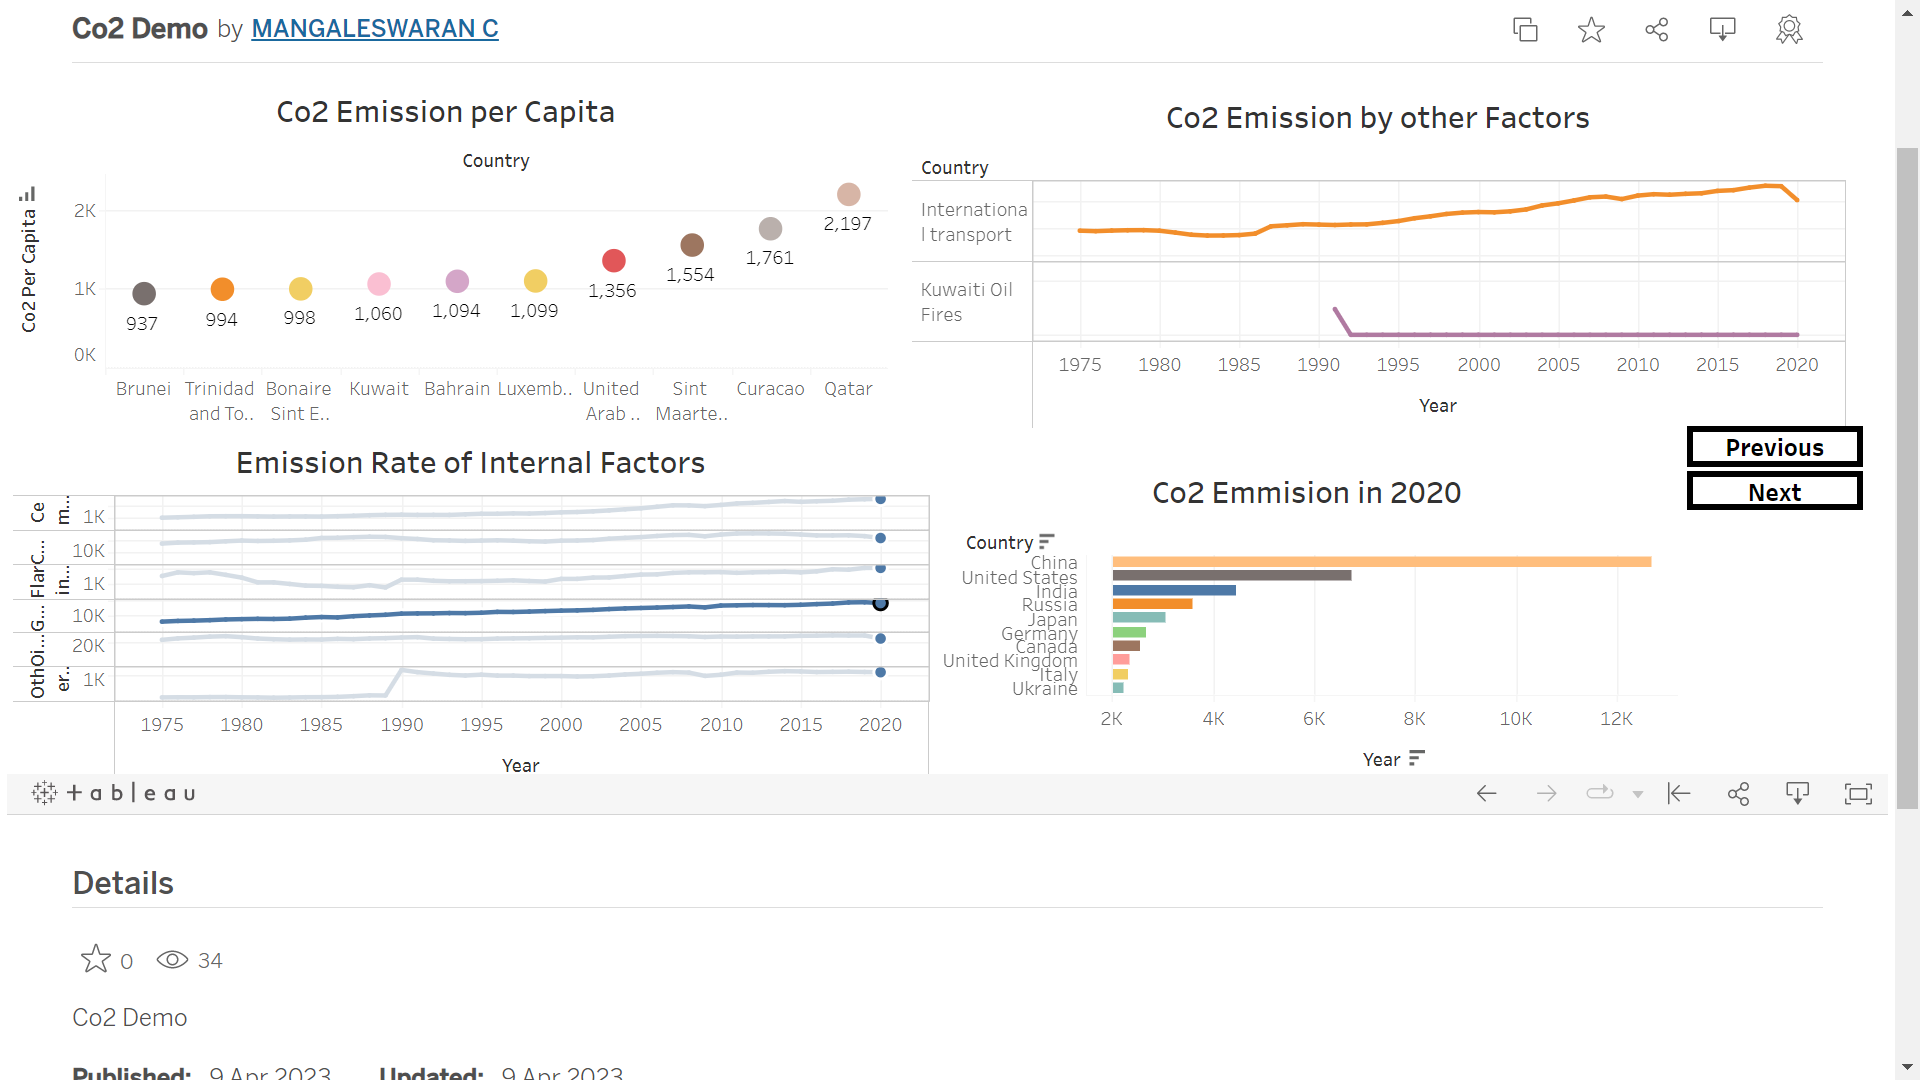 Co2 Demo by MANGALESWARAN C
Co2 Emission per Capita
Country
Co2 Per Capita
2K
1K
0K
937
994
998
1,060
1,094
1,099
1,356
1,554
1,761
2,197
Brunei
Trinidad
and To..
Bonaire
Sint E..
Kuwait
Bahrain
Luxemb..
United
Arab ..
Sint
Maarte..
Curacao
Qatar
Co2 Emission by other Factors
Country
Internationa
l transport
Kuwaiti Oil
Fires
1975 1980 1985 1990 1995 2000 2005 2010 2015 2020
Year
Previous
Next
Emission Rate of Internal Factors
Ce
m...
1K
C...
10K
Flar
in...
1K
G...
10K
Oi...
20K
Oth
er..
1K
1975 1980 1985 1990 1995 2000 2005 2010 2015 2020
Year
Co2 Emmision in 2020
Country
China
United States
India
Russia
Japan
Germany
Canada
United Kingdom
Italy
Ukraine
2K 4K 6K 8K 10K 12K
Year
+ableau
Details
0 34
Co2 Demo
Published: 9 Apr 2023 Updated: 9 Apr 2023